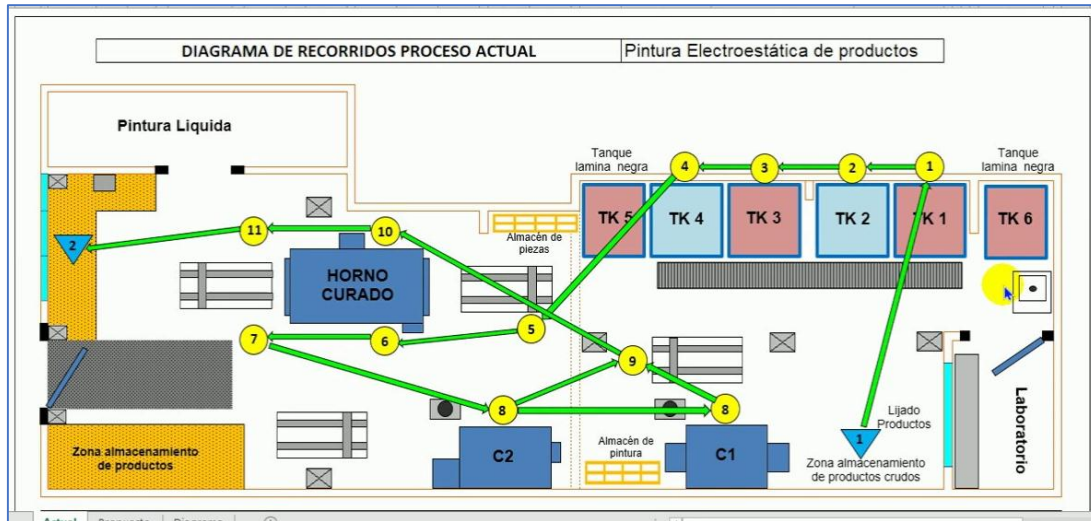 DIAGRAMA DE RECORRIDOS PROCESO ACTUAL
Pintura Electroestática de productos
Pintura Liquida
Tanque
lamina negra
4
3
2
1
Tanque
lamina negra
TK 5
TK 4
TK 3
TK 2
TK 1
TK 6
2
11
10
Almacén de
piezas
HORNO
CURADO
7
6
5
9
8
8
Lijado
Productos
1
Zona almacenamiento
de productos
C2
Almacén de
pintura
C1
Zona almacenamiento
de productos crudos
Laboratorio
Actual
Propuesto
Diagrama